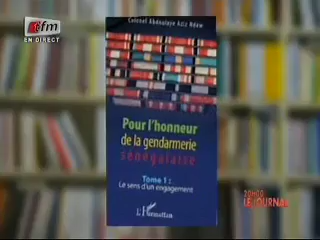 tfm
EN DIRECT
Colonel Abdoulaye Aziz Ndaw
Pour l'honneur
de la gendarmerie
sénégalaise
Tome 1 :
Le sens d'un engagement
L'Harmattan
20H00
LE JOURNAL